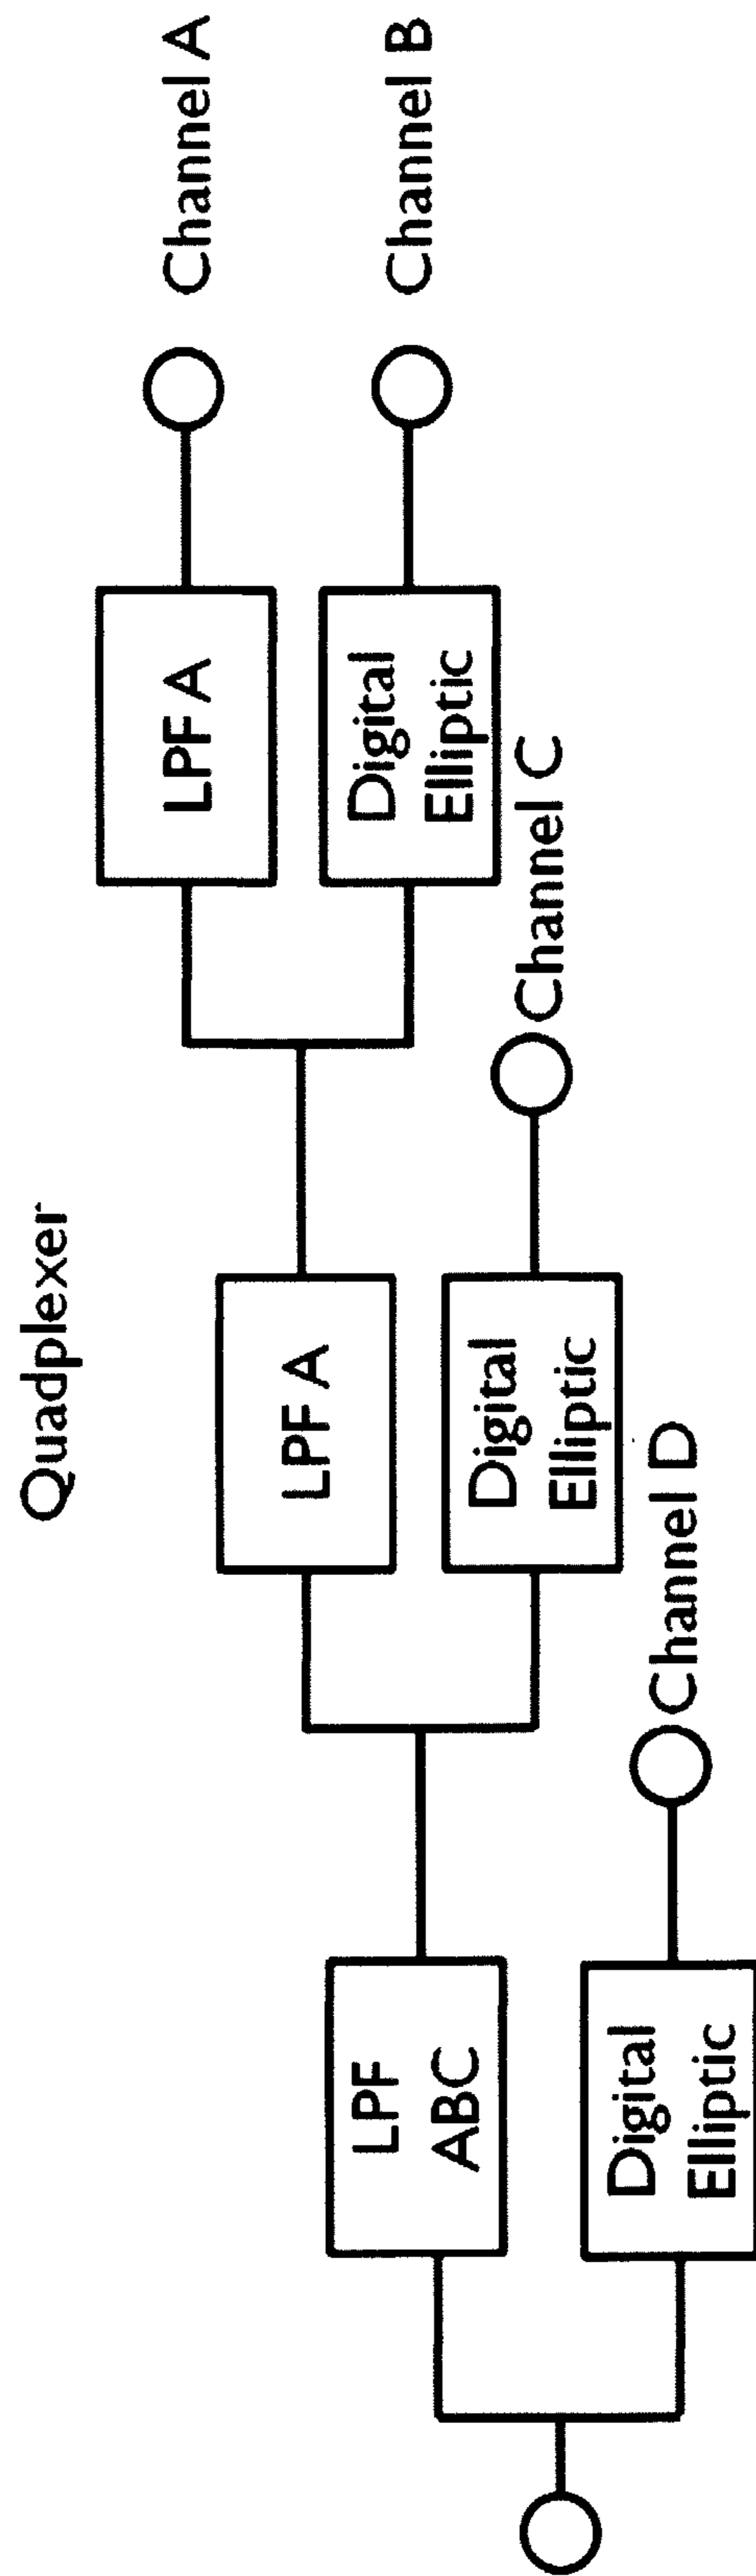 Quadplexer
LPF A
Channel A
Digital
Elliptic
Channel B
LPF A
Digital
Elliptic
Channel C
LPF
ABC
Digital
Elliptic
Channel D